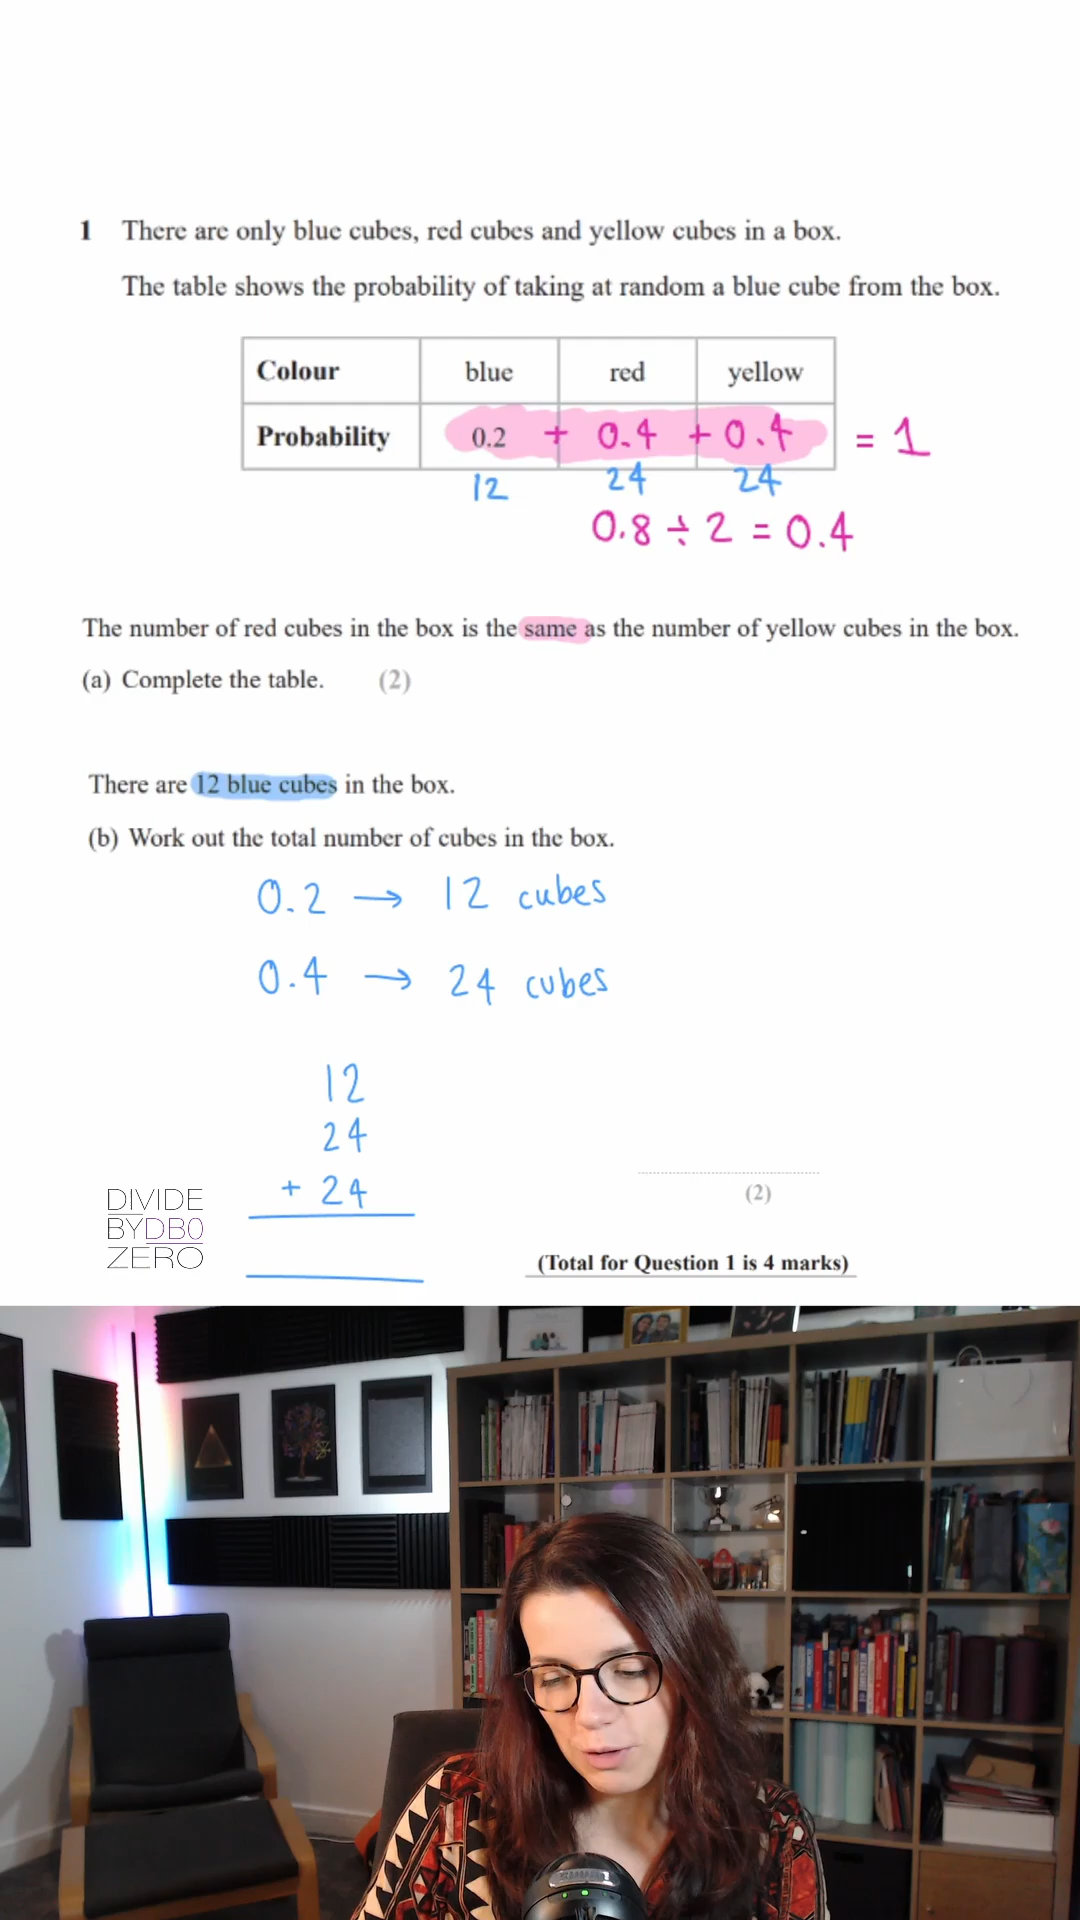 1 There are only blue cubes, red cubes and yellow cubes in a box.
The table shows the probability of taking at random a blue cube from the box.
Colour blue red yellow
Probability 0.2 + 0.4 + 0.4 = 1
12 24 24
0.8 ÷ 2 = 0.4
The number of red cubes in the box is the same as the number of yellow cubes in the box.
(a) Complete the table. (2)
There are 12 blue cubes in the box.
(b) Work out the total number of cubes in the box.
0.2 → 12 cubes
0.4 → 24 cubes
12
24
+ 24
(2)
(Total for Question 1 is 4 marks)
DIVIDE
BYDB0
ZERO